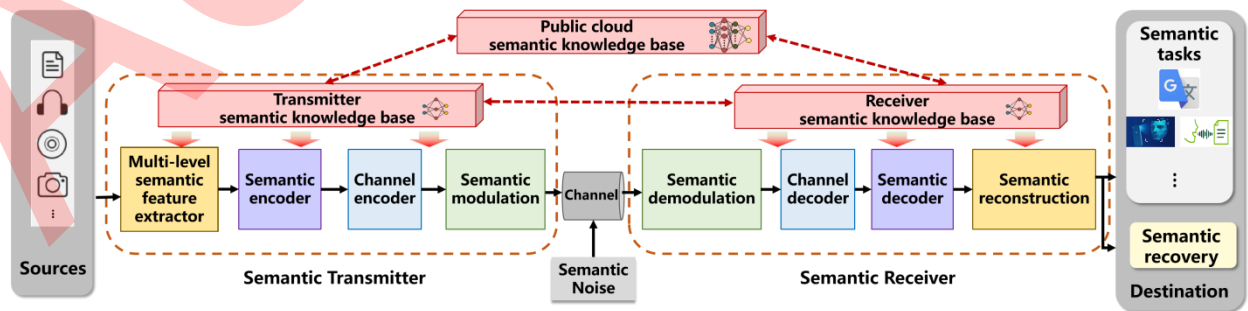 Public cloud
semantic knowledge base
Semantic
tasks
G 文
Transmitter
semantic knowledge base
Receiver
semantic knowledge base
Multi-level
semantic
feature
extractor
Semantic
encoder
Channel
encoder
Semantic
modulation
Channel
Semantic
demodulation
Channel
decoder
Semantic
decoder
Semantic
reconstruction
Sources
Semantic Transmitter
Semantic
Noise
Semantic Receiver
Semantic
recovery
Destination